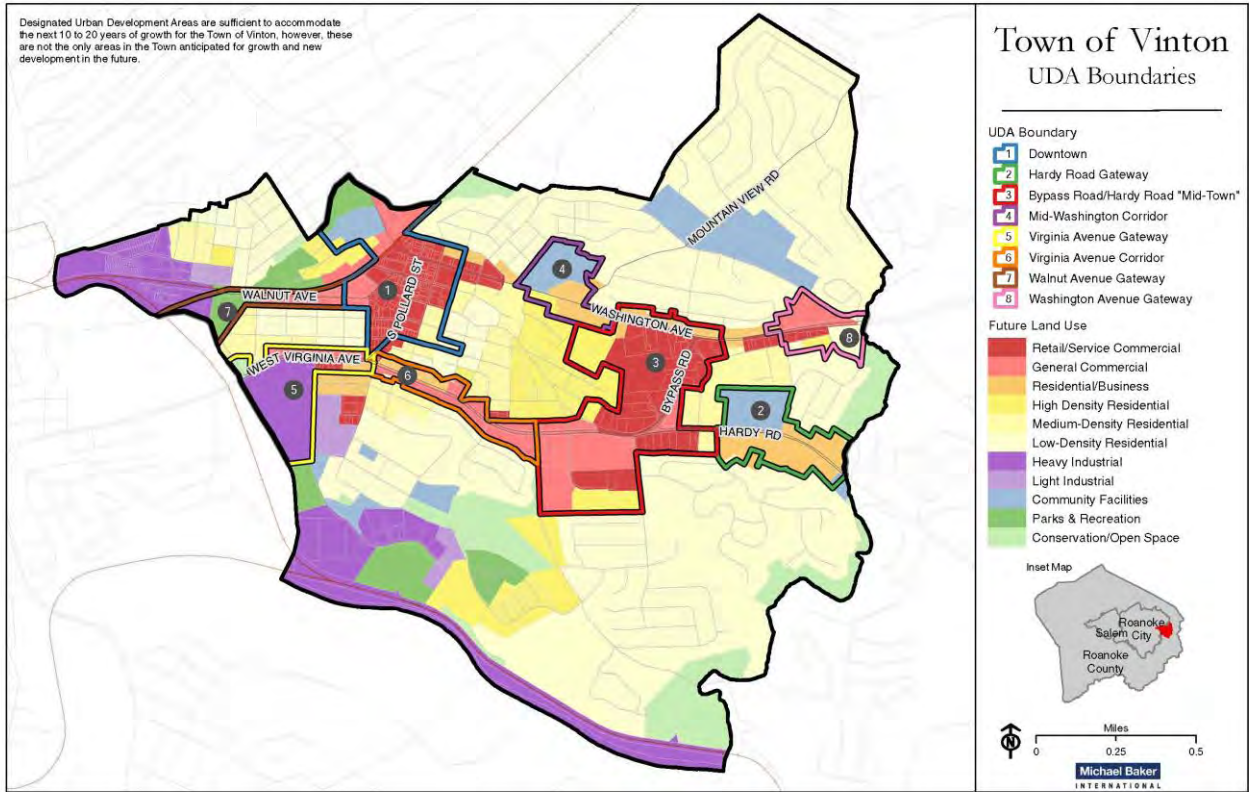 Designated Urban Development Areas are sufficient to accommodate
the next 10 to 20 years of growth for the Town of Vinton, however, these
are not the only areas in the Town anticipated for growth and new
development in the future.
MOUNTAIN VIEW RD
WALNUT AVE
S POLLARD ST
WASHINGTON AVE
WEST VIRGINIA AVE
BYPASS RD
HARDY RD
1
2
3
4
5
6
7
8
Town of Vinton
UDA Boundaries
UDA Boundary
1 Downtown
2 Hardy Road Gateway
3 Bypass Road/Hardy Road "Mid-Town"
4 Mid-Washington Corridor
5 Virginia Avenue Gateway
6 Virginia Avenue Corridor
7 Walnut Avenue Gateway
8 Washington Avenue Gateway
Future Land Use
Retail/Service Commercial
General Commercial
Residential/Business
High Density Residential
Medium-Density Residential
Low-Density Residential
Heavy Industrial
Light Industrial
Community Facilities
Parks & Recreation
Conservation/Open Space
Inset Map
Roanoke
City
Salem
Roanoke
County
N
Miles
0 0.25 0.5
Michael Baker
INTERNATIONAL